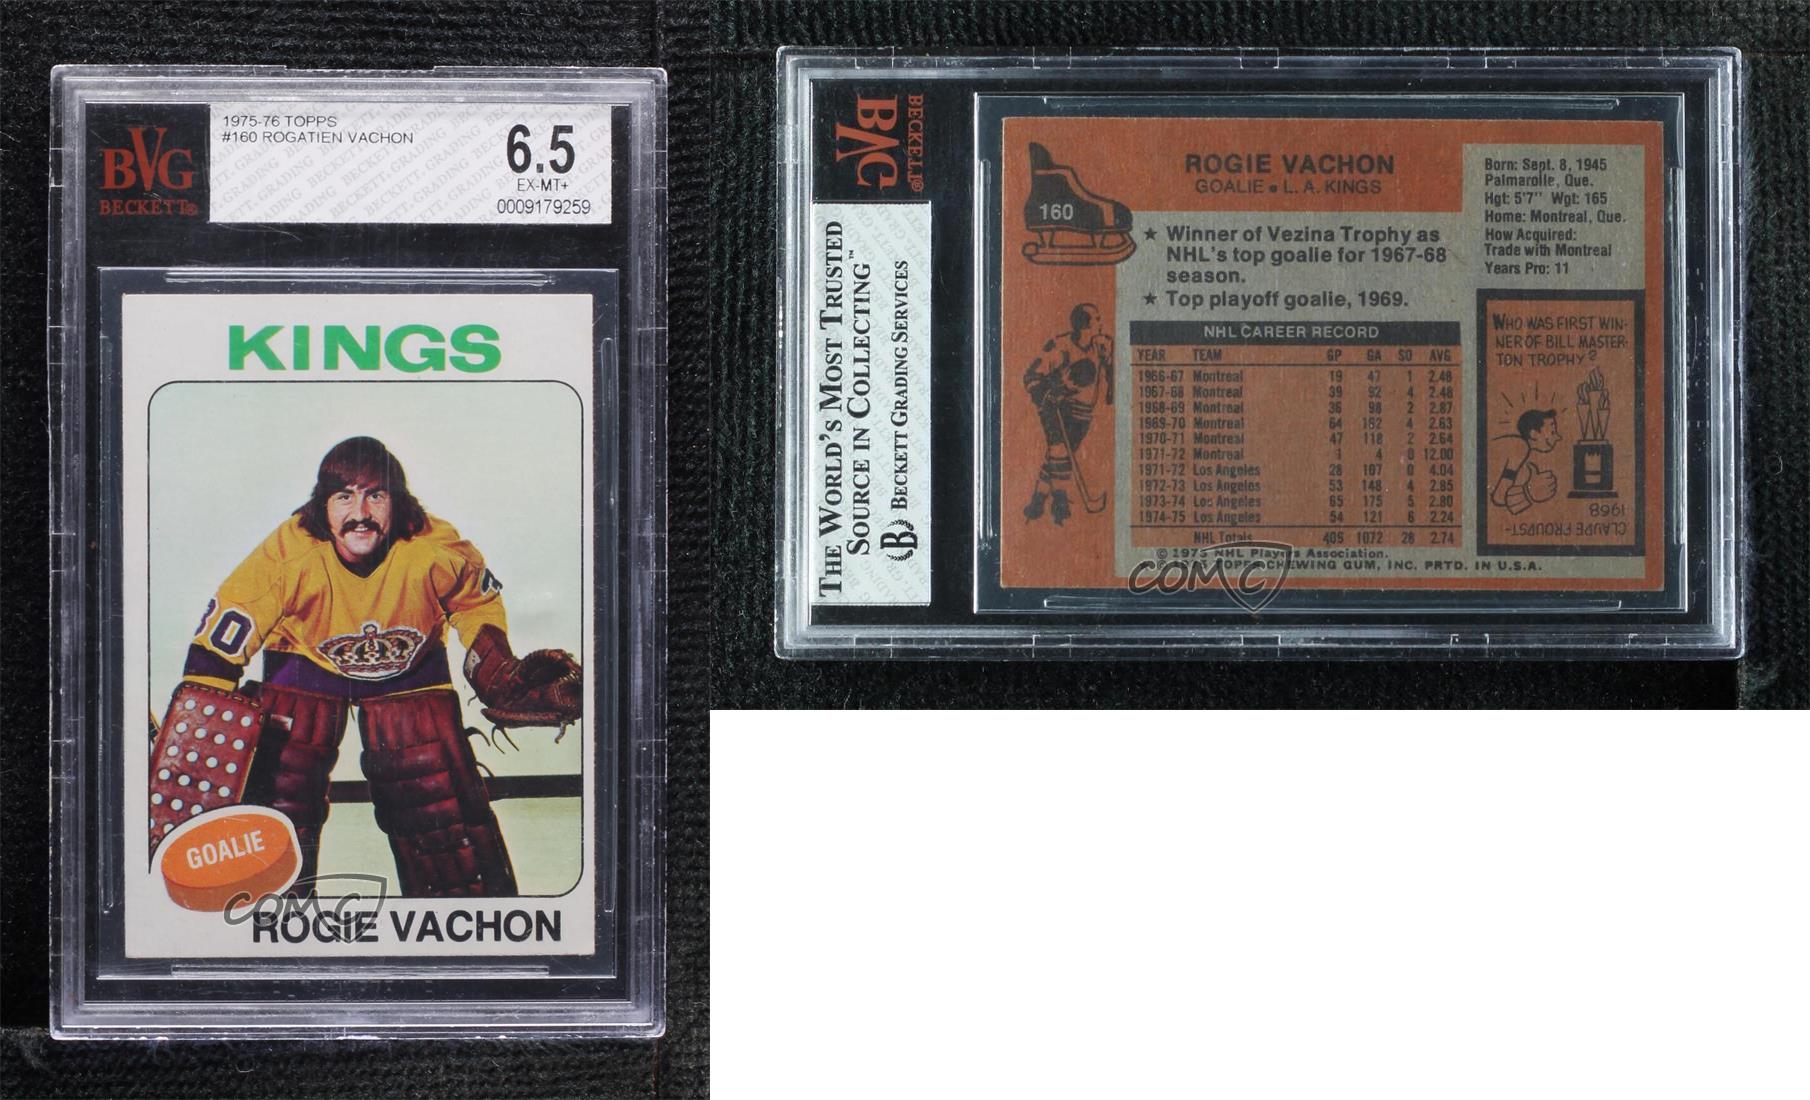 BVG
BECKETT®
1975-76 TOPPS
#160 ROGATIEN VACHON
6.5
EX-MT+
0009179259
KINGS
30
GOALIE
COMC
ROGIE VACHON
BVG
BECKETT®
THE WORLD'S MOST TRUSTED
SOURCE IN COLLECTING™
B BECKETT GRADING SERVICES
160
ROGIE VACHON
GOALIE • L. A. KINGS
Born: Sept. 8, 1945
Palmarolle, Que.
Hgt: 5'7" Wgt: 165
Home: Montreal, Que.
How Acquired:
Trade with Montreal
Years Pro: 11
★ Winner of Vezina Trophy as
NHL's top goalie for 1967-68
season.
★ Top playoff goalie, 1969.
NHL CAREER RECORD
YEAR TEAM GP GA SO AVG
1966-67 Montreal 19 47 1 2.48
1967-68 Montreal 39 92 4 2.48
1968-69 Montreal 36 98 2 2.87
1969-70 Montreal 64 162 4 2.63
1970-71 Montreal 47 118 2 2.64
1971-72 Montreal 1 4 0 12.00
1971-72 Los Angeles 28 107 0 4.04
1972-73 Los Angeles 53 148 4 2.85
1973-74 Los Angeles 65 175 5 2.80
1974-75 Los Angeles 54 121 6 2.24
NHL Totals 405 1072 28 2.74
© 1975 NHL Players Association.
TOPPS CHEWING GUM, INC. PRTD. IN U.S.A.
COMC
WHO WAS FIRST WIN-
NER OF BILL MASTER-
TON TROPHY?
1968